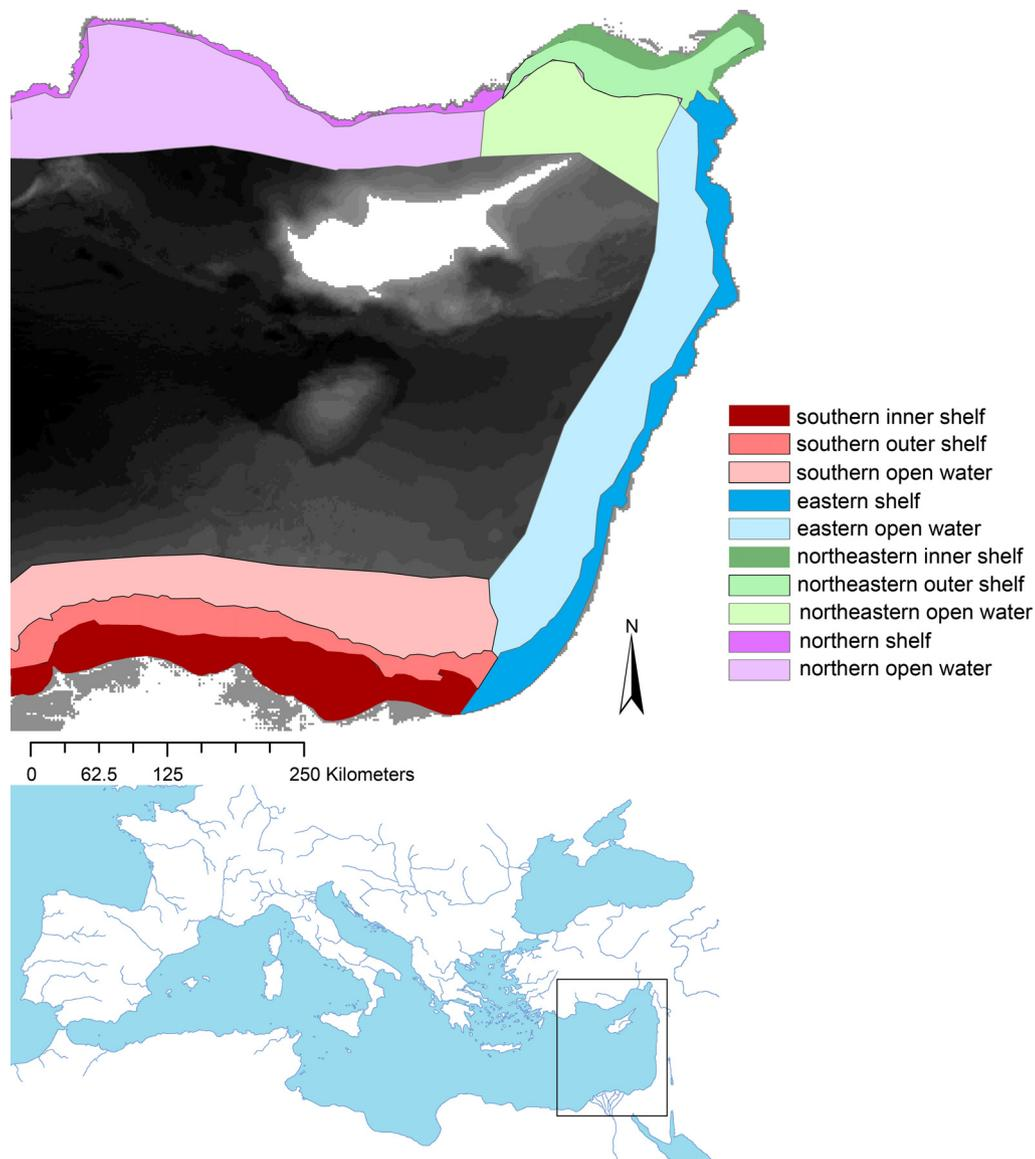 southern inner shelf
southern outer shelf
southern open water
eastern shelf
eastern open water
northeastern inner shelf
northeastern outer shelf
northeastern open water
northern shelf
northern open water
N
0 62.5 125 250 Kilometers